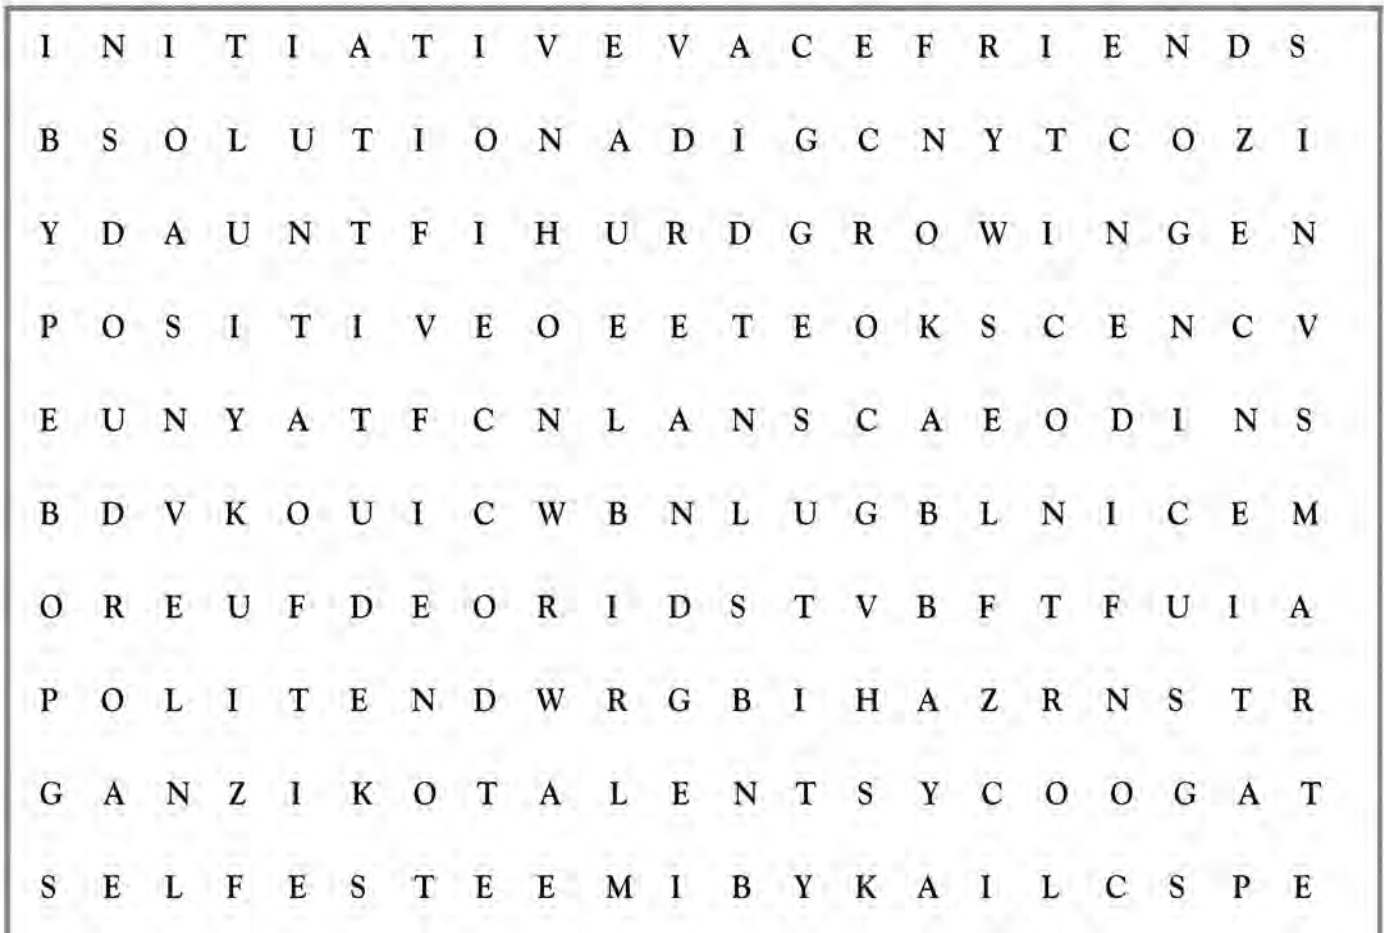 I N I T I A T I V E V A C E F R I E N D S
B S O L U T I O N A D I G C N Y T C O Z I
Y D A U N T F I H U R D G R O W I N G E N
P O S I T I V E O E E T E O K S C E N C V
E U N Y A T F C N L A N S C A E O D I N S
B D V K O U I C W B N L U G B L N I C E M
O R E U F D E O R I D S T V B F T F U I A
P O L I T E N D W R G B I H A Z R N S T R
G A N Z I K O T A L E N T S Y C O O G A T
S E L F E S T E E M I B Y K A I L C S P E